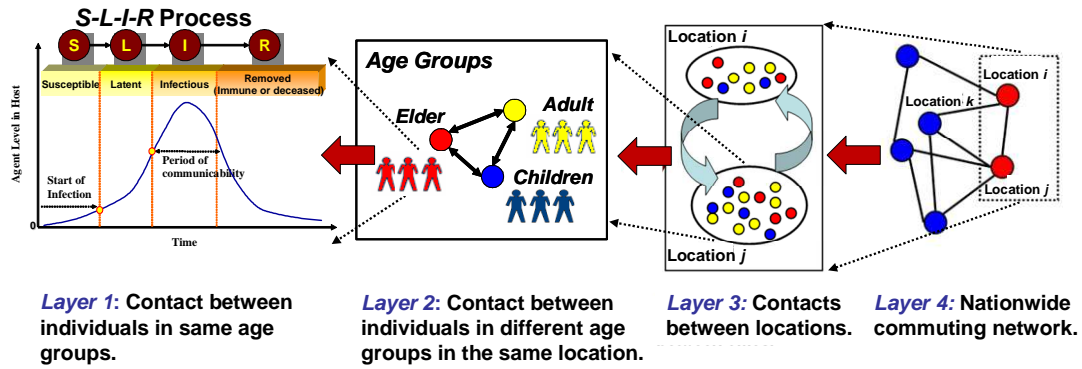 S-L-I-R Process
S
L
I
R
Susceptible
Latent
Infectious
Removed
(Immune or deceased)
Agent Level in Host
Start of
Infection
Period of
communicability
0
Time
Age Groups
Elder
Adult
Children
Location i
Location j
Location i
Location k
Location j
Layer 1: Contact between
individuals in same age
groups.
Layer 2: Contact between
individuals in different age
groups in the same location.
Layer 3: Contacts
between locations.
Layer 4: Nationwide
commuting network.